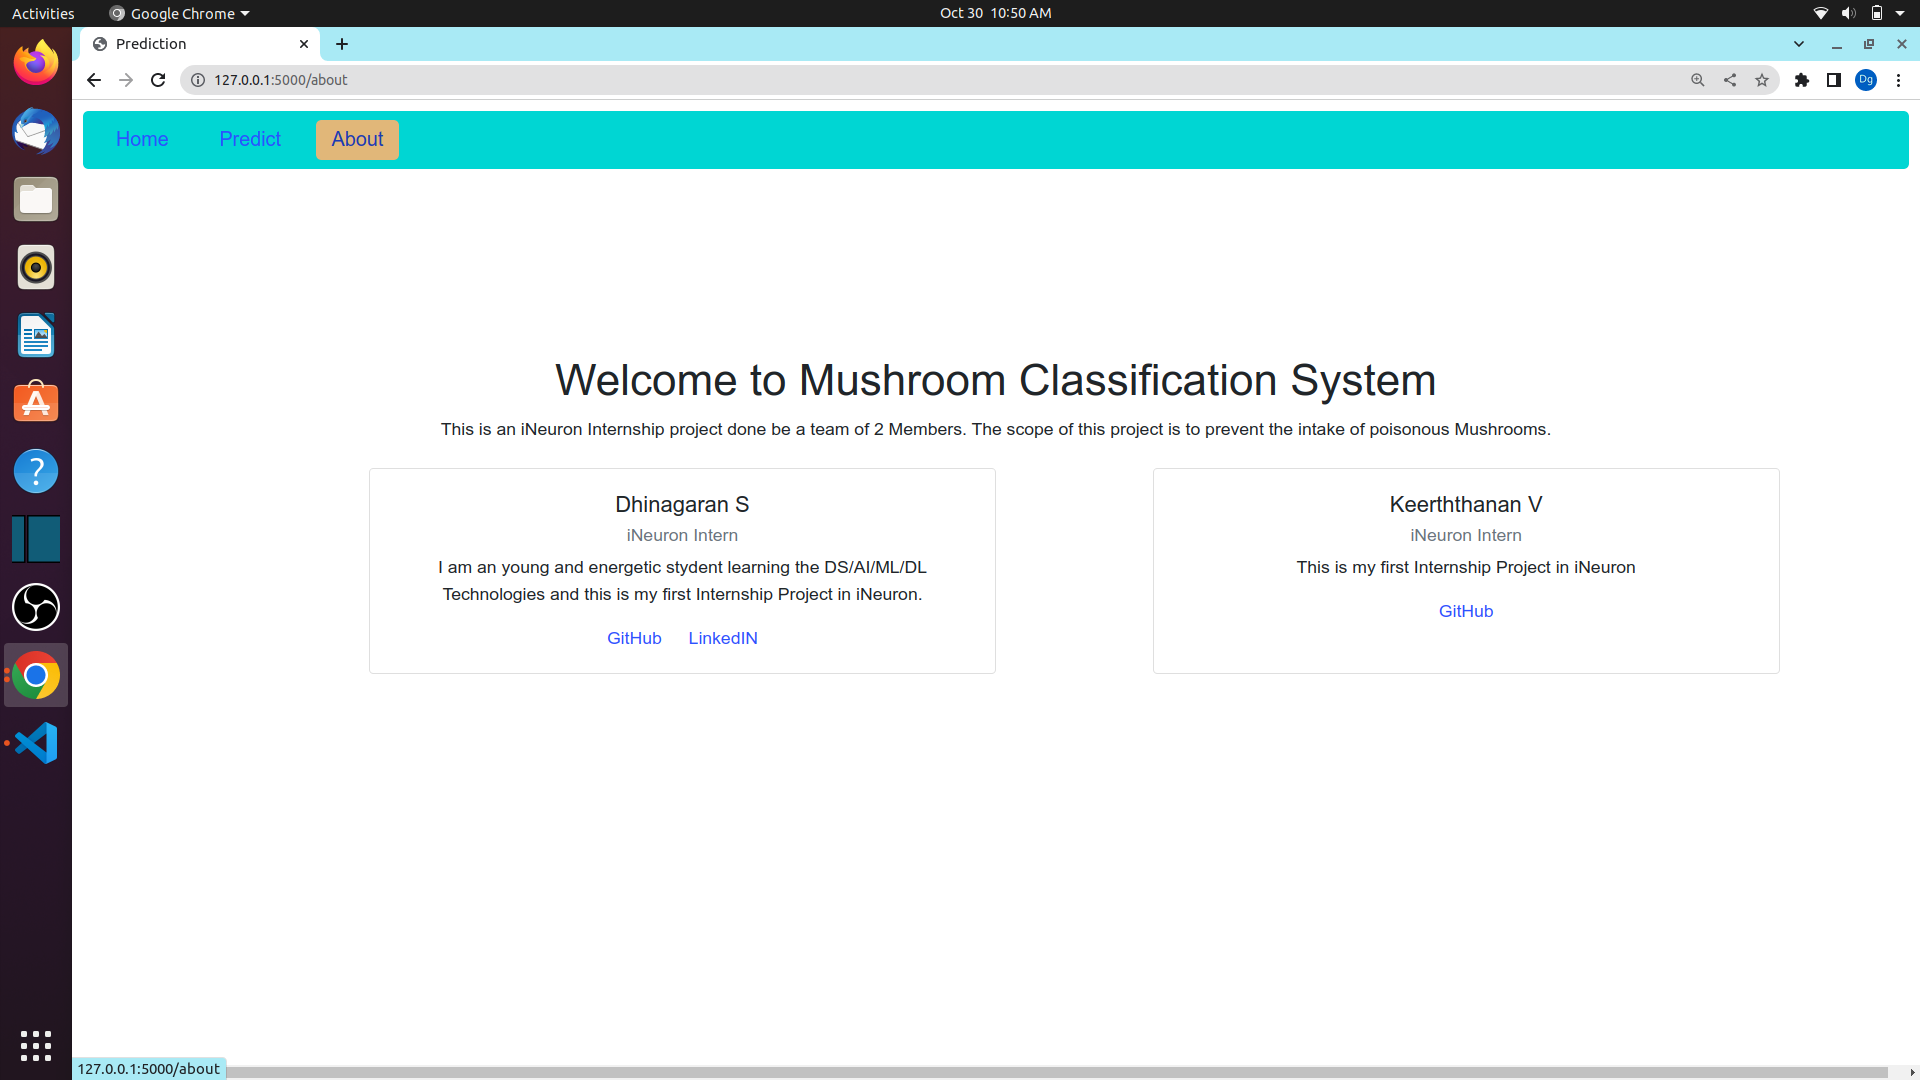 Activities Google Chrome Oct 30 10:50 AM
Prediction
127.0.0.1:5000/about Dg
Home Predict About
Welcome to Mushroom Classification System
This is an iNeuron Internship project done be a team of 2 Members. The scope of this project is to prevent the intake of poisonous Mushrooms.
Dhinagaran S
iNeuron Intern
I am an young and energetic stydent learning the DS/AI/ML/DL
Technologies and this is my first Internship Project in iNeuron.
GitHub LinkedIN
Keerththanan V
iNeuron Intern
This is my first Internship Project in iNeuron
GitHub
127.0.0.1:5000/about